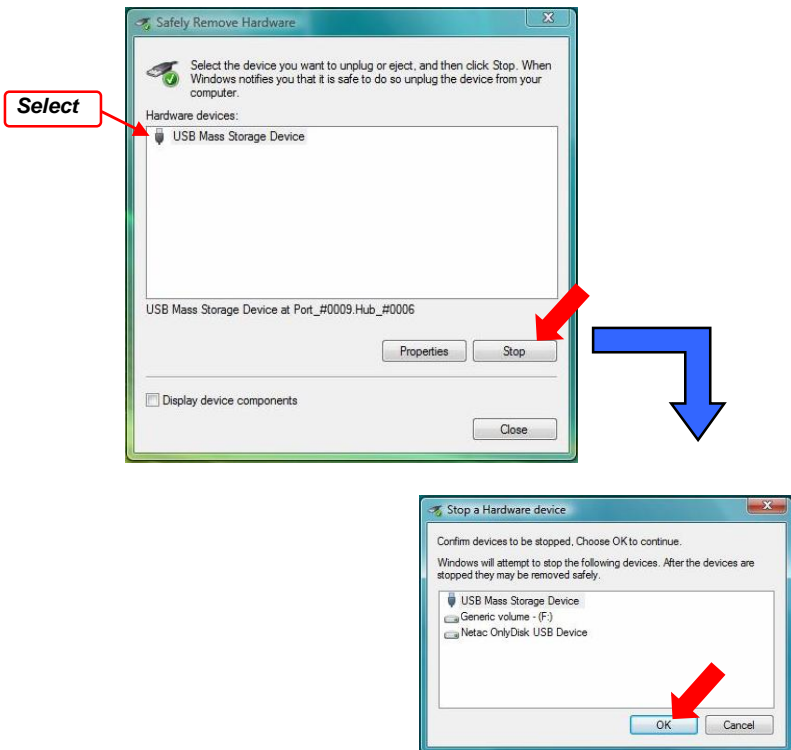 Safely Remove Hardware
Select the device you want to unplug or eject, and then click Stop. When
Windows notifies you that it is safe to do so unplug the device from your
computer.
Select
Hardware devices:
USB Mass Storage Device
USB Mass Storage Device at Port_#0009.Hub_#0006
Properties
Stop
Display device components
Close
Stop a Hardware device
Confirm devices to be stopped, Choose OK to continue.
Windows will attempt to stop the following devices. After the devices are
stopped they may be removed safely.
USB Mass Storage Device
Generic volume - (F:)
Netac OnlyDisk USB Device
OK
Cancel